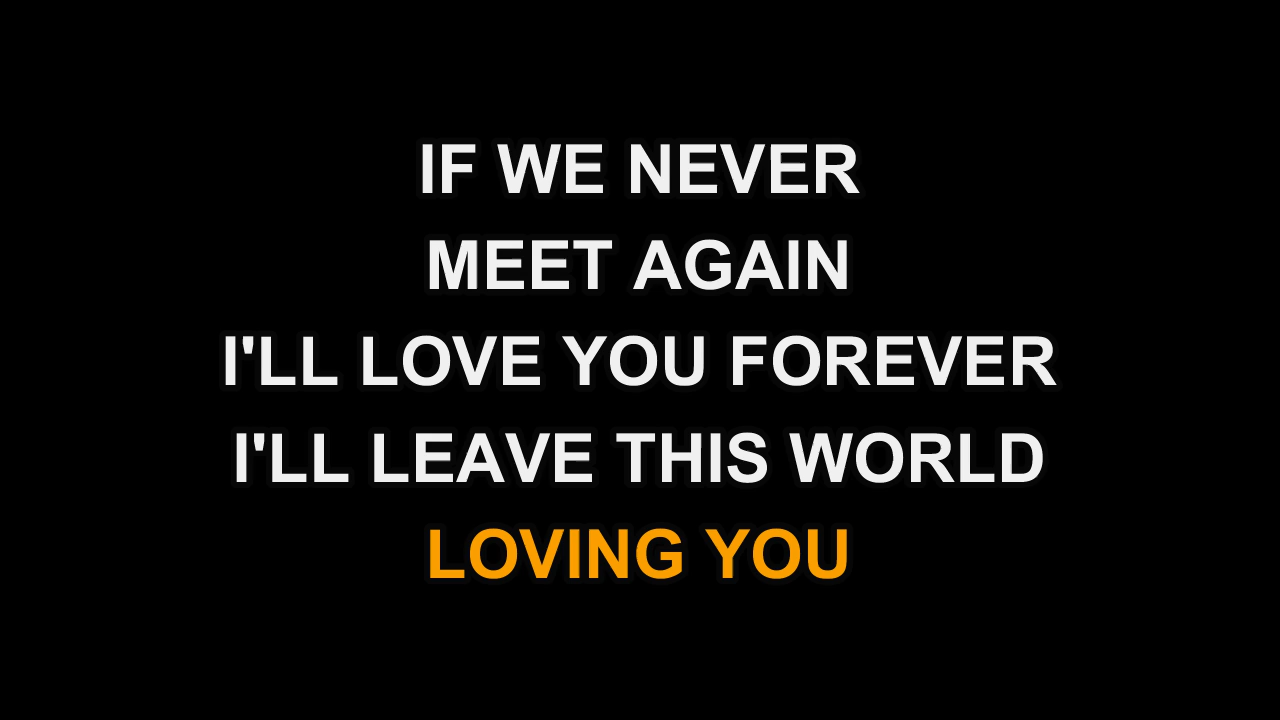 IF WE NEVER
MEET AGAIN
I'LL LOVE YOU FOREVER
I'LL LEAVE THIS WORLD
LOVING YOU